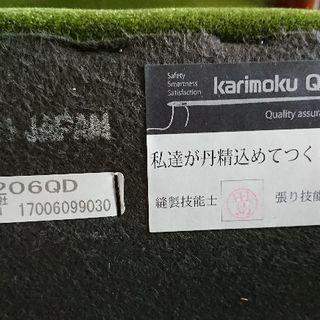 Safety
Smartness
Satisfaction
karimoku Q
Quality assura
私達が丹精込めてつく
縫製技能士
張り技能
JAPAN
206QD
社
17006099030